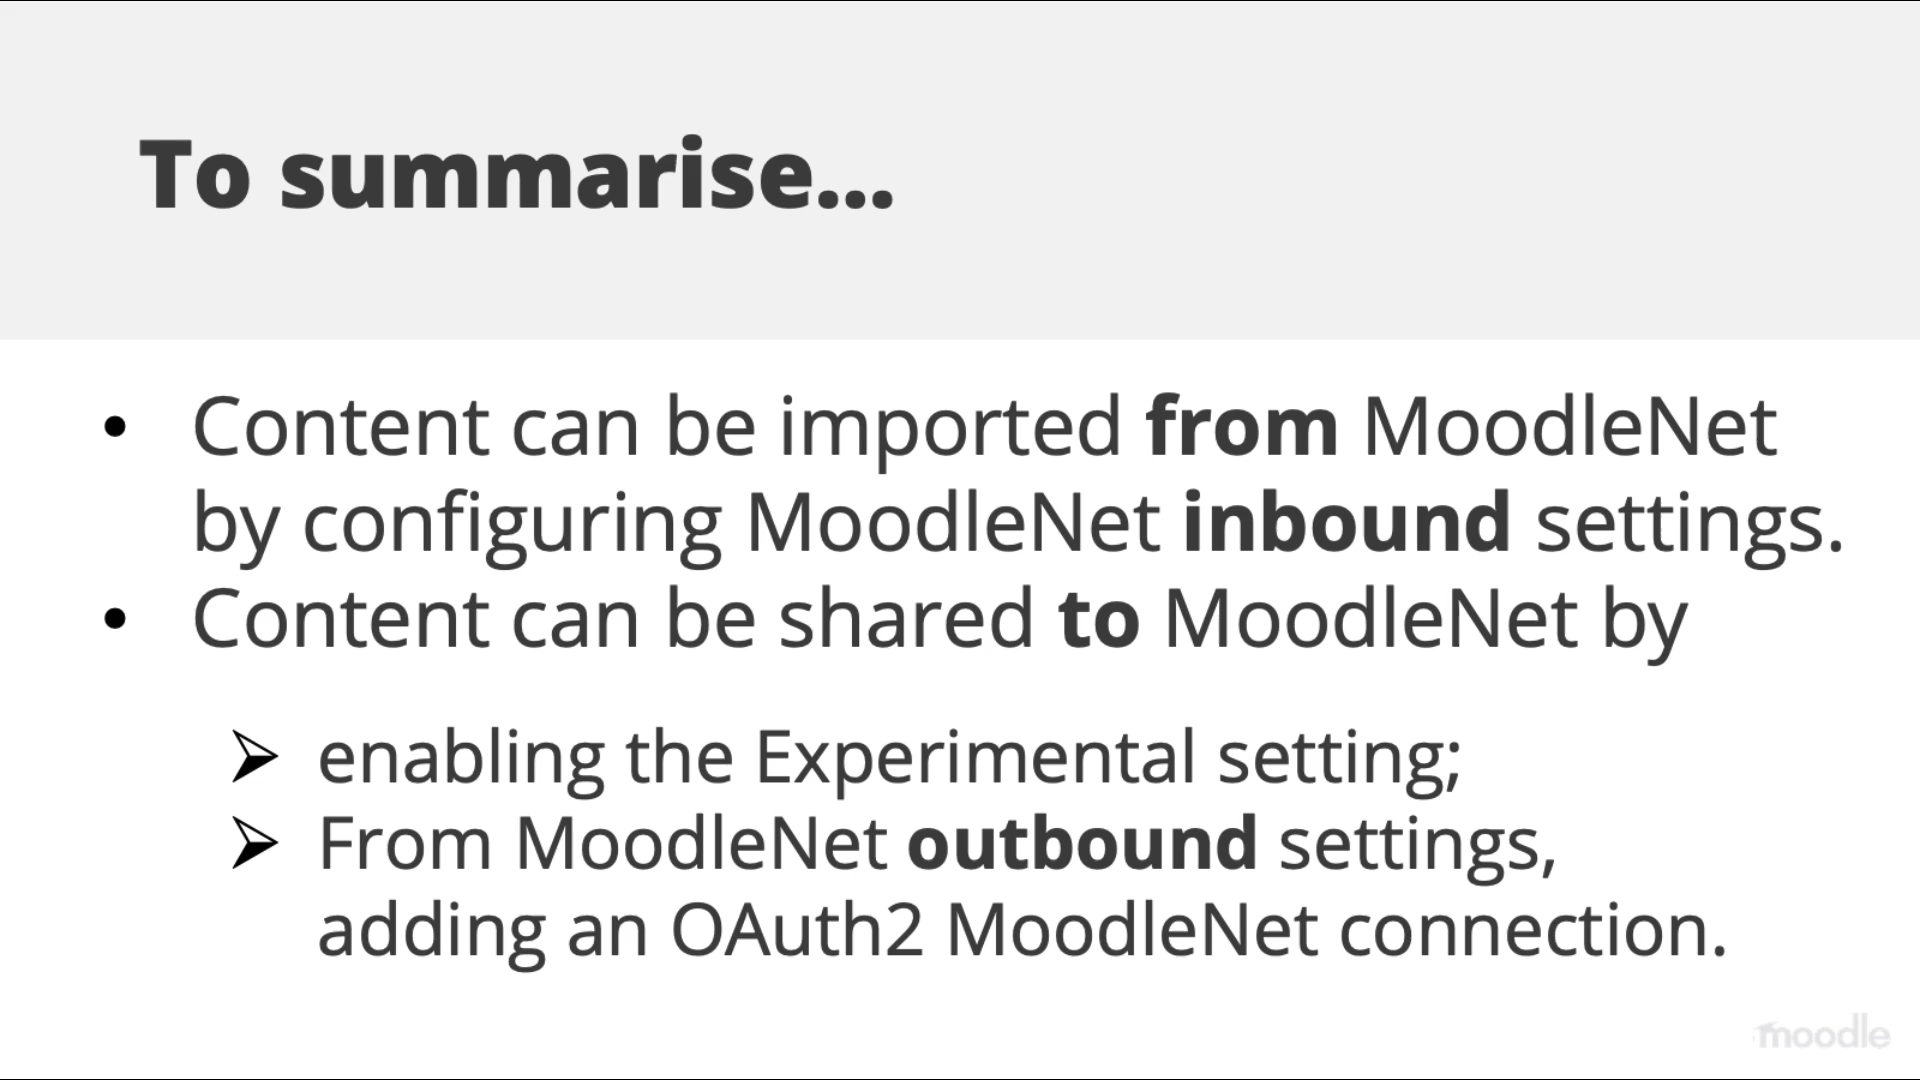 To summarise...
• Content can be imported from MoodleNet
by configuring MoodleNet inbound settings.
• Content can be shared to MoodleNet by
➢ enabling the Experimental setting;
➢ From MoodleNet outbound settings,
adding an OAuth2 MoodleNet connection.
moodle